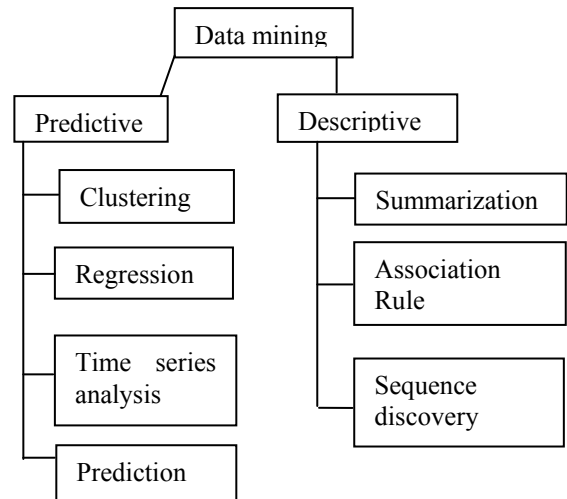 Data mining
Predictive
Descriptive
Clustering
Regression
Time series
analysis
Prediction
Summarization
Association
Rule
Sequence
discovery